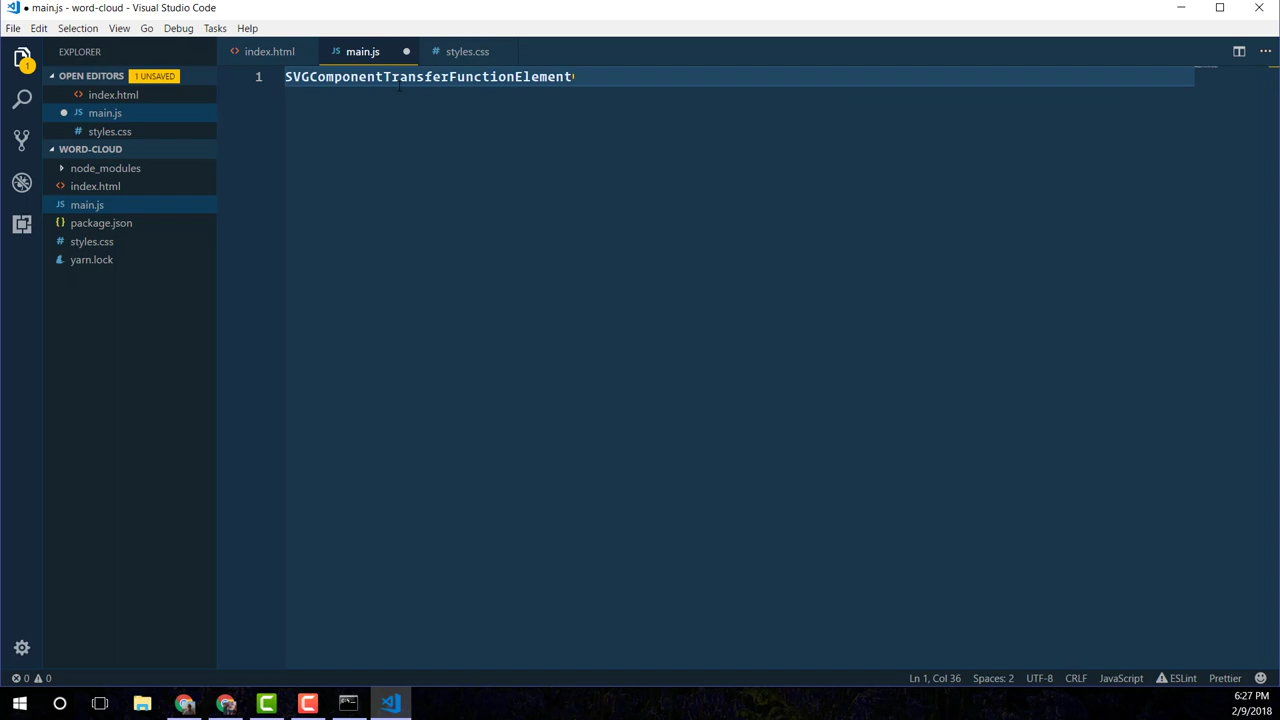 main.js - word-cloud - Visual Studio Code
File Edit Selection View Go Debug Tasks Help
EXPLORER
index.html
main.js
styles.css
OPEN EDITORS 1 UNSAVED
index.html
main.js
styles.css
WORD-CLOUD
node_modules
index.html
main.js
package.json
styles.css
yarn.lock
1
1 SVGComponentTransferFunctionElement
0 0
Ln 1, Col 36 Spaces: 2 UTF-8 CRLF JavaScript ESLint Prettier
6:27 PM
2/9/2018